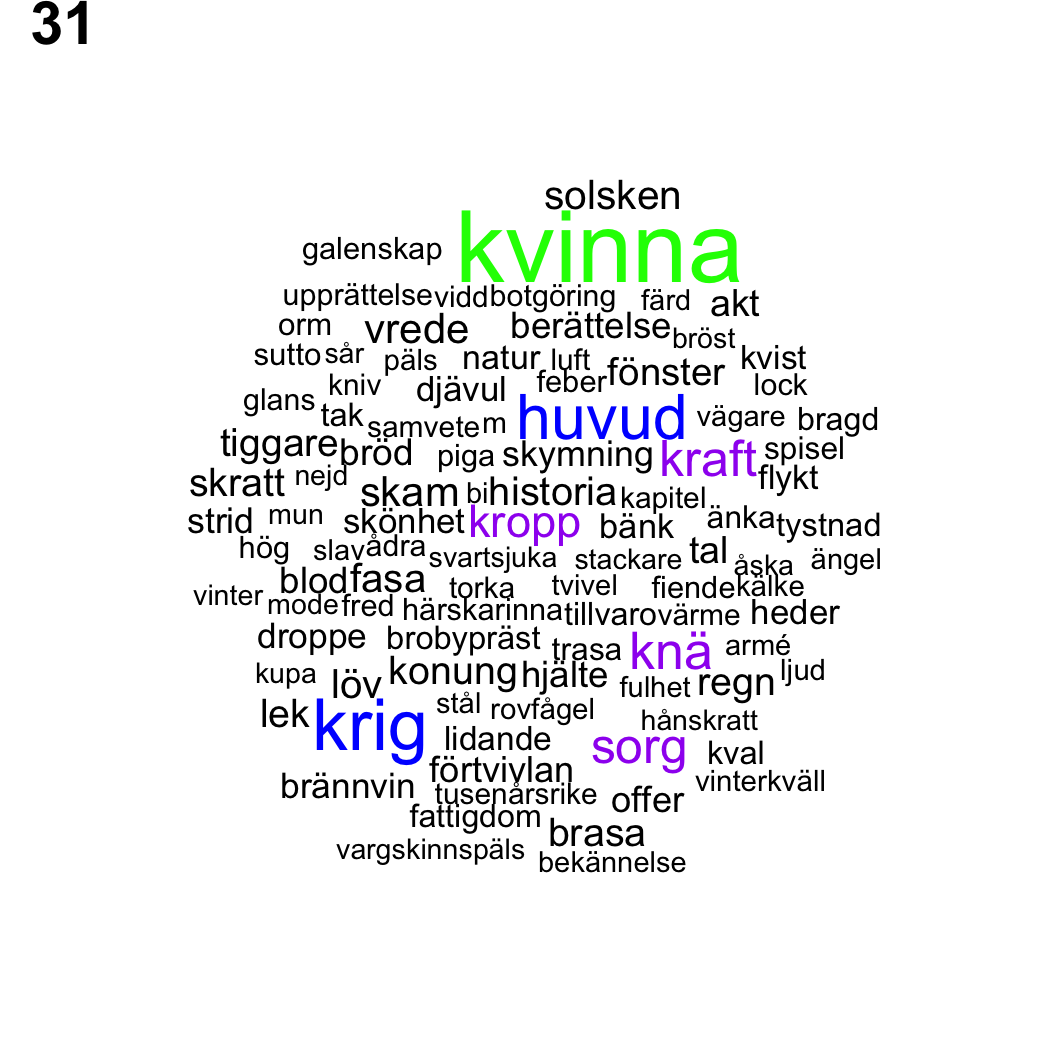 31
solsken
kvinna
galenskap
upprättelse vidd botgöring färd akt
orm vrede berättelse bröst
sutto sår päls natur luft fönster kvist
kniv djävul feber lock
glans tak samvete m huvud vägare bragd
tiggare bröd piga skymning kraft spisel
skratt nejd skam bi historia kapitel flykt
strid mun skönhet kropp bänk änka tystnad
hög slav ådra svartsjuka stackare tal åska ängel
blod fasa torka tvivel fiende kälke
vinter mode fred härskarinna tillvaro värme heder
droppe brobypräst trasa knä armé
kupa löv konung hjälte fulhet regn ljud
lek krig stål rovfågel hånskratt
lidande sorg kval
brännvin förtvivlan tusenårsrike offer vinterkväll
fattigdom brasa
vargskinnspäls bekännelse